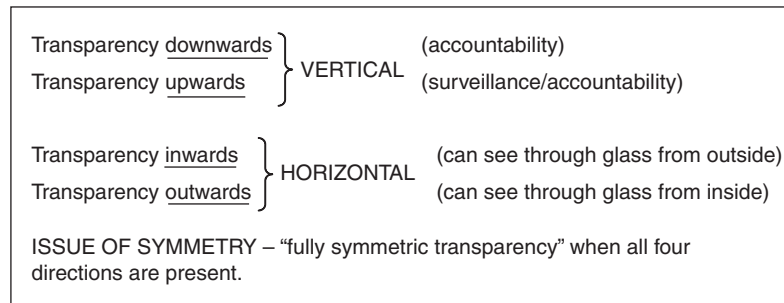 Transparency downwards VERTICAL (accountability)
Transparency upwards (surveillance/accountability)
Transparency inwards HORIZONTAL (can see through glass from outside)
Transparency outwards (can see through glass from inside)
ISSUE OF SYMMETRY – “fully symmetric transparency” when all four
directions are present.